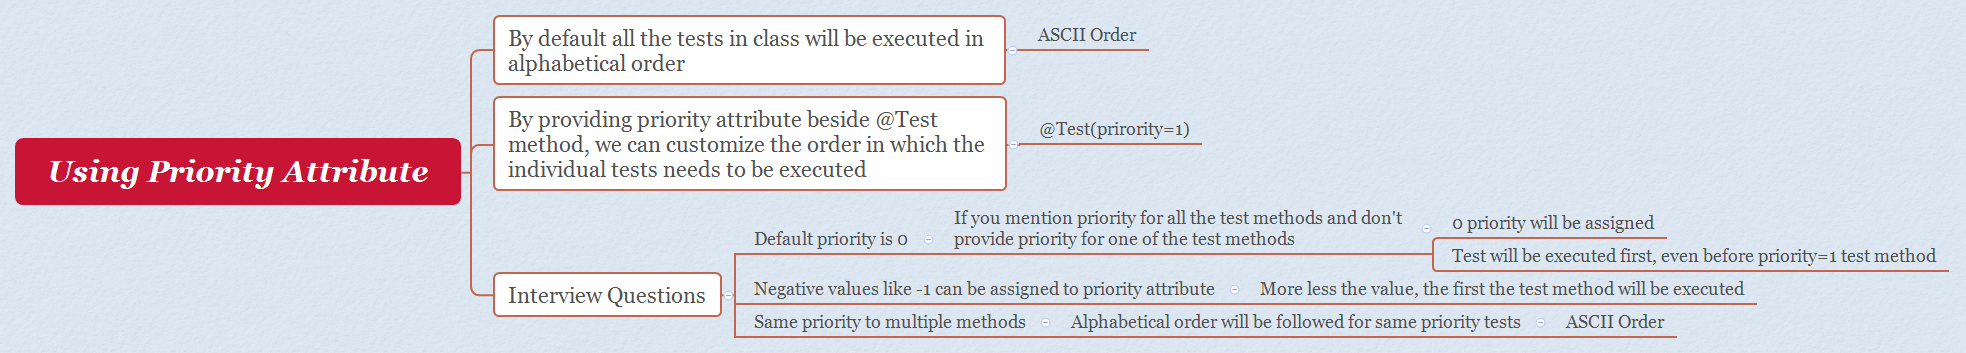 Using Priority Attribute
By default all the tests in class will be executed in
alphabetical order
ASCII Order
By providing priority attribute beside @Test
method, we can customize the order in which the
individual tests needs to be executed
@Test(prirority=1)
Interview Questions
Default priority is 0
If you mention priority for all the test methods and don't
provide priority for one of the test methods
0 priority will be assigned
Test will be executed first, even before priority=1 test method
Negative values like -1 can be assigned to priority attribute
More less the value, the first the test method will be executed
Same priority to multiple methods
Alphabetical order will be followed for same priority tests
ASCII Order